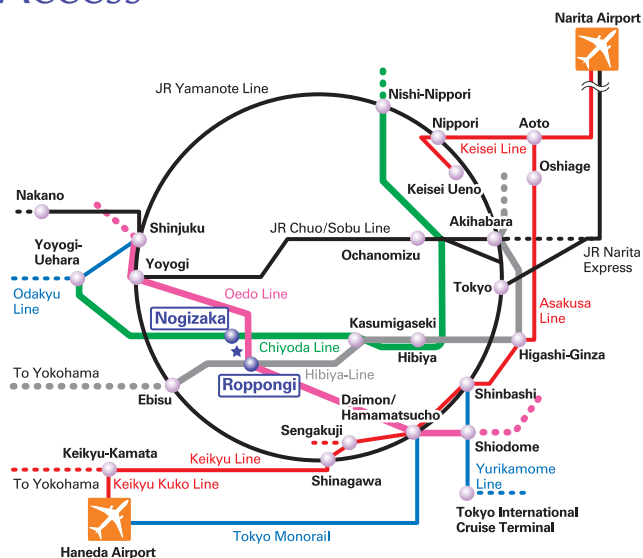 Access
Narita Airport
JR Yamanote Line
Nishi-Nippori
Nippori
Aoto
Keisei Line
Oshiage
Keisei Ueno
Nakano
Akihabara
Shinjuku
JR Chuo/Sobu Line
Yoyogi-
Uehara
Ochanomizu
JR Narita
Express
Yoyogi
Tokyo
Odakyu
Line
Oedo Line
Asakusa
Line
Nogizaka
Kasumigaseki
Chiyoda Line
Hibiya
Higashi-Ginza
To Yokohama
Roppongi
Hibiya-Line
Ebisu
Shinbashi
Daimon/
Hamamatsucho
Sengakuji
Shiodome
Keikyu-Kamata
Keikyu Line
Yurikamome
Line
To Yokohama
Keikyu Kuko Line
Shinagawa
Tokyo International
Cruise Terminal
Tokyo Monorail
Haneda Airport